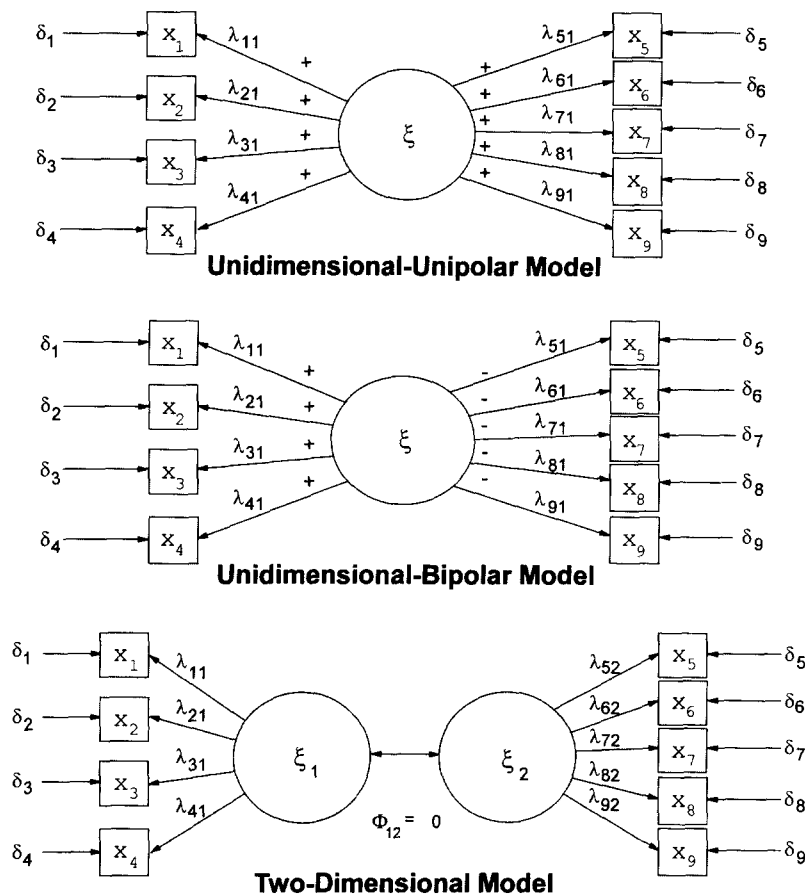 δ1 X1 λ11 λ51 X5 δ5
+ +
δ2 X2 λ21 + + λ61 X6 δ6
ξ
δ3 X3 λ31 + + λ71 X7 δ7
δ4 X4 λ41 + + λ81 X8 δ8
+ λ91 X9 δ9
Unidimensional-Unipolar Model
δ1 X1 λ11 λ51 X5 δ5
+ -
δ2 X2 λ21 + - λ61 X6 δ6
ξ
δ3 X3 λ31 + - λ71 X7 δ7
δ4 X4 λ41 + - λ81 X8 δ8
- λ91 X9 δ9
Unidimensional-Bipolar Model
δ1 X1 λ11 λ52 X5 δ5
δ2 X2 λ21 λ62 X6 δ6
ξ1 ξ2
δ3 X3 λ31 λ72 X7 δ7
δ4 X4 λ41 λ82 X8 δ8
λ92 X9 δ9
Φ12 = 0
Two-Dimensional Model